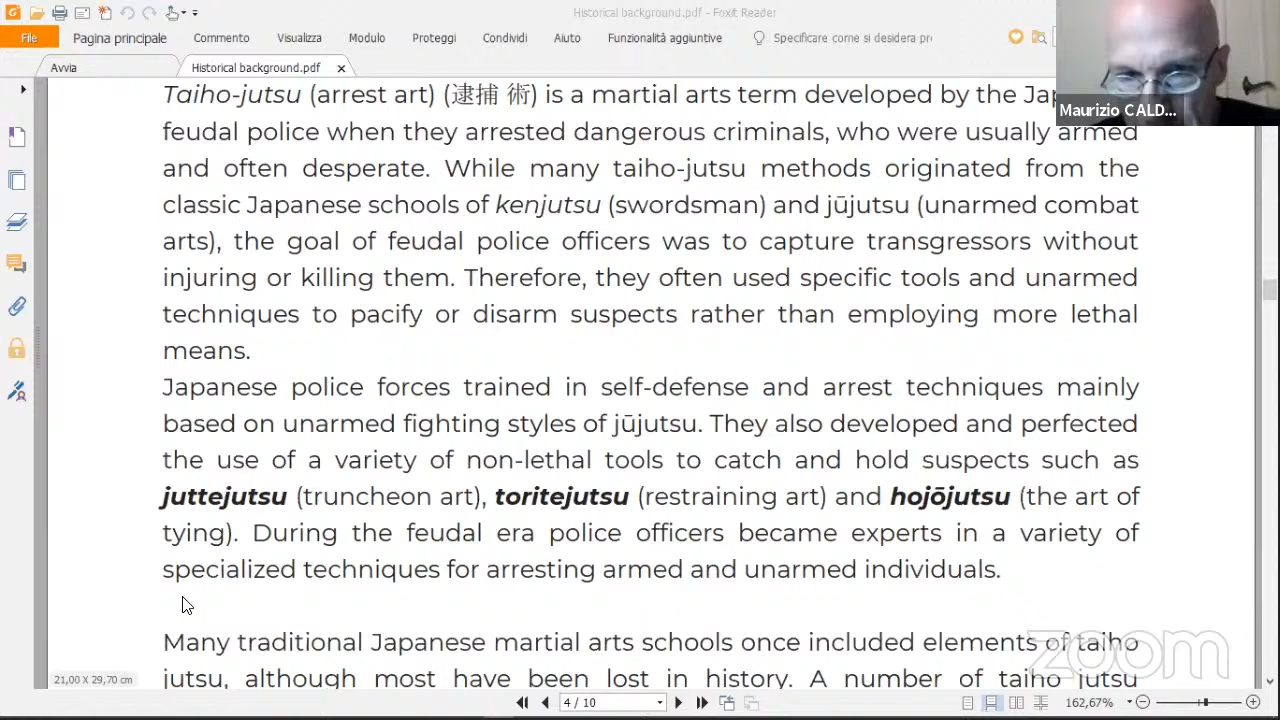 Historical background.pdf - Foxit Reader
File Pagina principale Commento Visualizza Modulo Proteggi Condividi Aiuto Funzionalità aggiuntive Specificare come si desidera pr
Avvia Historical background.pdf
Maurizio CALD...
Taiho-jutsu (arrest art) (逮捕 術) is a martial arts term developed by the Jap
feudal police when they arrested dangerous criminals, who were usually armed
and often desperate. While many taiho-jutsu methods originated from the
classic Japanese schools of kenjutsu (swordsman) and jūjutsu (unarmed combat
arts), the goal of feudal police officers was to capture transgressors without
injuring or killing them. Therefore, they often used specific tools and unarmed
techniques to pacify or disarm suspects rather than employing more lethal
means.
Japanese police forces trained in self-defense and arrest techniques mainly
based on unarmed fighting styles of jūjutsu. They also developed and perfected
the use of a variety of non-lethal tools to catch and hold suspects such as
juttejutsu (truncheon art), toritejutsu (restraining art) and hojōjutsu (the art of
tying). During the feudal era police officers became experts in a variety of
specialized techniques for arresting armed and unarmed individuals.
Many traditional Japanese martial arts schools once included elements of taiho
jutsu, although most have been lost in history. A number of taiho jutsu
zoom
21,00 X 29,70 cm
4 / 10 162,67%